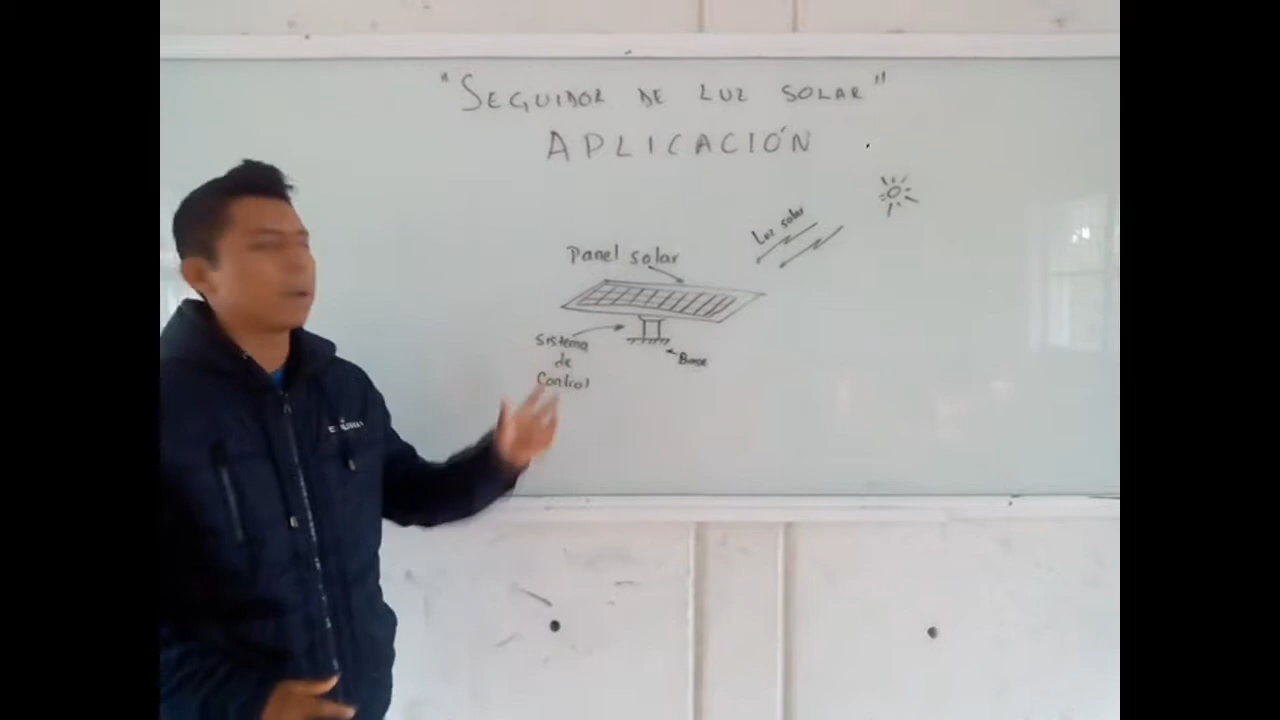 "SEGUIDOR DE LUZ SOLAR"
APLICACIÓN
Luz solar
Panel solar
Sistema
de
Control
Base